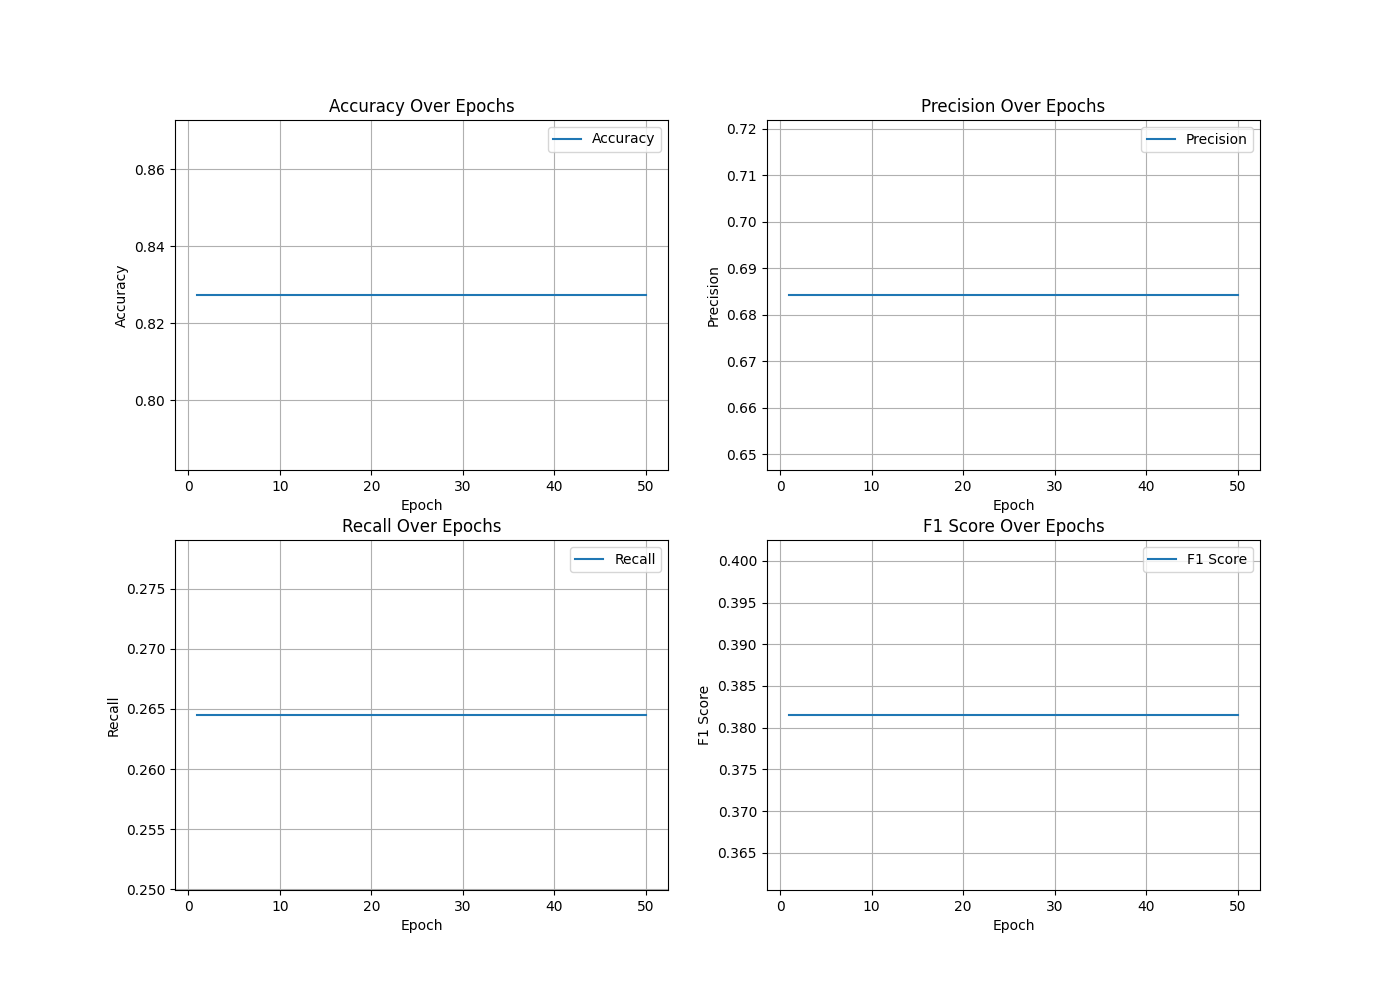 Accuracy Over Epochs
Accuracy
0.86
0.84
0.82
0.80
Accuracy
0 10 20 30 40 50
Epoch
Precision Over Epochs
Precision
0.72
0.71
0.70
0.69
0.68
0.67
0.66
0.65
Precision
0 10 20 30 40 50
Epoch
Recall Over Epochs
Recall
0.275
0.270
0.265
0.260
0.255
0.250
Recall
0 10 20 30 40 50
Epoch
F1 Score Over Epochs
F1 Score
0.400
0.395
0.390
0.385
0.380
0.375
0.370
0.365
F1 Score
0 10 20 30 40 50
Epoch